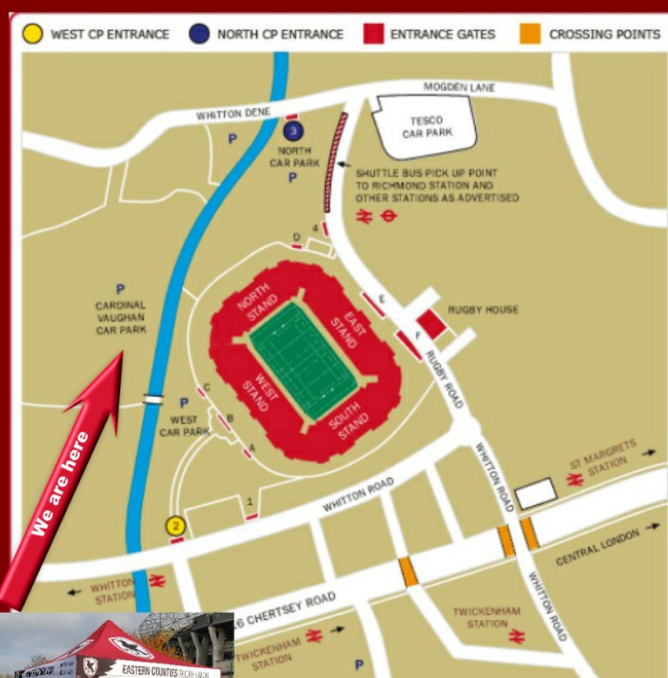 WEST CP ENTRANCE
NORTH CP ENTRANCE
ENTRANCE GATES
CROSSING POINTS
MOGDEN LANE
WHITTON DENE
TESCO
CAR PARK
P
3
NORTH
CAR PARK
P
SHUTTLE BUS PICK UP POINT
TO RICHMOND STATION AND
OTHER STATIONS AS ADVERTISED
4
D
P
CARDINAL
VAUGHAN
CAR PARK
NORTH
STAND
EAST
STAND
WEST
STAND
SOUTH
STAND
E
F
RUGBY HOUSE
RUGBY ROAD
C
P
B
WEST
CAR PARK
A
We are here
1
2
WHITTON ROAD
WHITTON ROAD
ST MARGRETS
STATION
CENTRAL LONDON
WHITTON
STATION
6 CHERTSEY ROAD
WHITTON ROAD
TWICKENHAM
STATION
TWICKENHAM
STATION
P
EASTERN COUNTIES